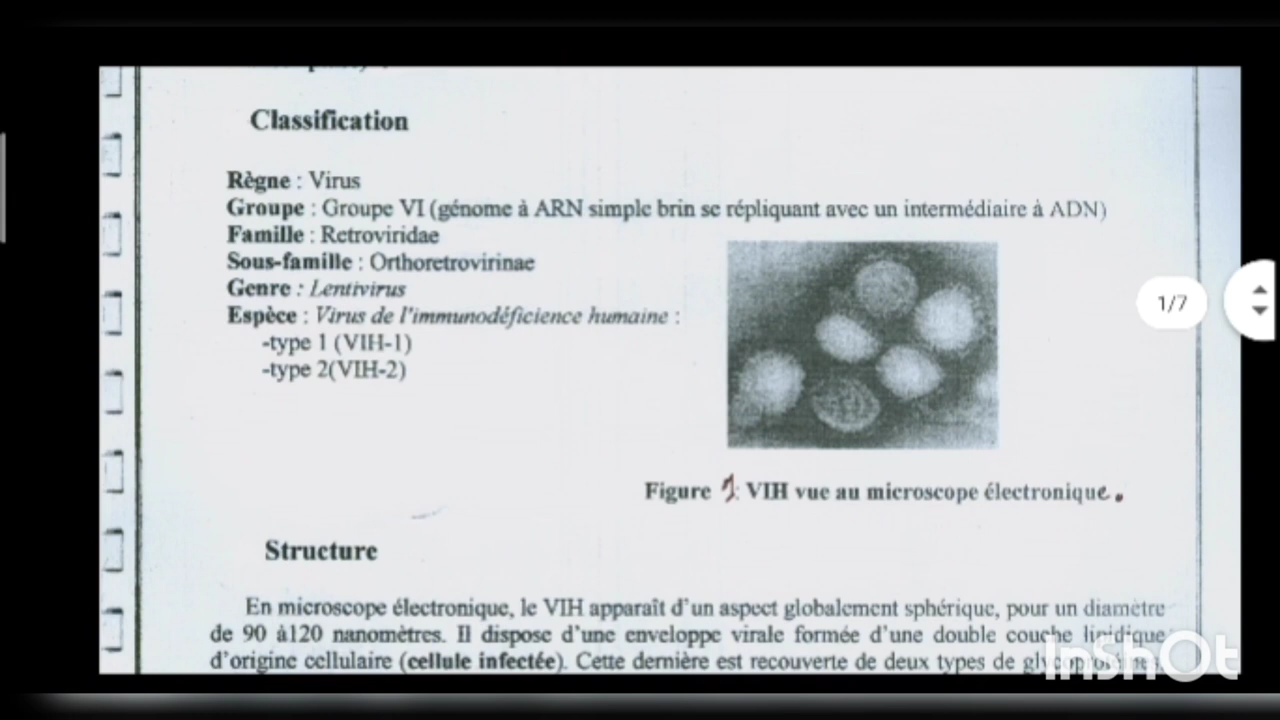 Classification
Règne : Virus
Groupe : Groupe VI (génome à ARN simple brin se répliquant avec un intermédiaire à ADN)
Famille : Retroviridae
Sous-famille : Orthoretrovirinae
Genre : Lentivirus
Espèce : Virus de l'immunodéficience humaine :
-type 1 (VIH-1)
-type 2(VIH-2)
1/7
Figure 1: VIH vue au microscope électronique.
Structure
En microscope électronique, le VIH apparaît d'un aspect globalement sphérique, pour un diamètre
de 90 à120 nanomètres. Il dispose d'une enveloppe virale formée d'une double couche lipidique
d'origine cellulaire (cellule infectée). Cette dernière est recouverte de deux types de glycoprotéines,
InShOt